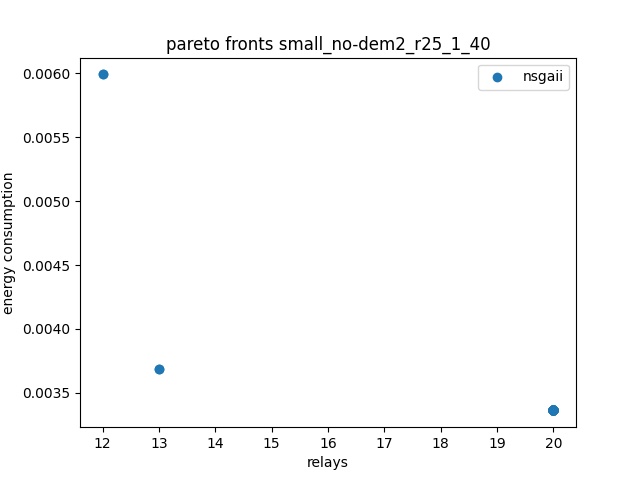 pareto fronts small_no-dem2_r25_1_40
nsgaii
0.0060
0.0055
0.0050
0.0045
0.0040
0.0035
energy consumption
12 13 14 15 16 17 18 19 20
relays